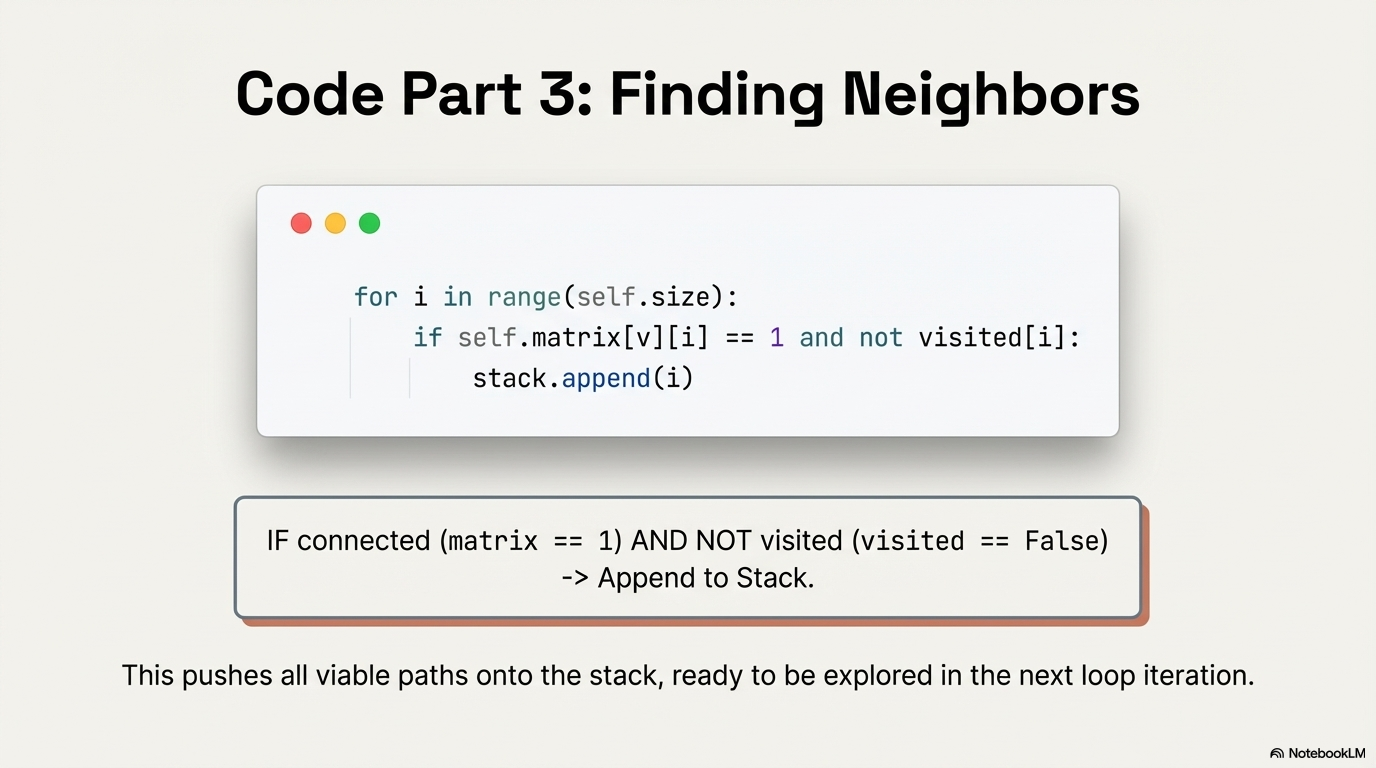 Code Part 3: Finding Neighbors
for i in range(self.size):
    if self.matrix[v][i] == 1 and not visited[i]:
        stack.append(i)
IF connected (matrix == 1) AND NOT visited (visited == False)
-> Append to Stack.
This pushes all viable paths onto the stack, ready to be explored in the next loop iteration.
NotebookLM